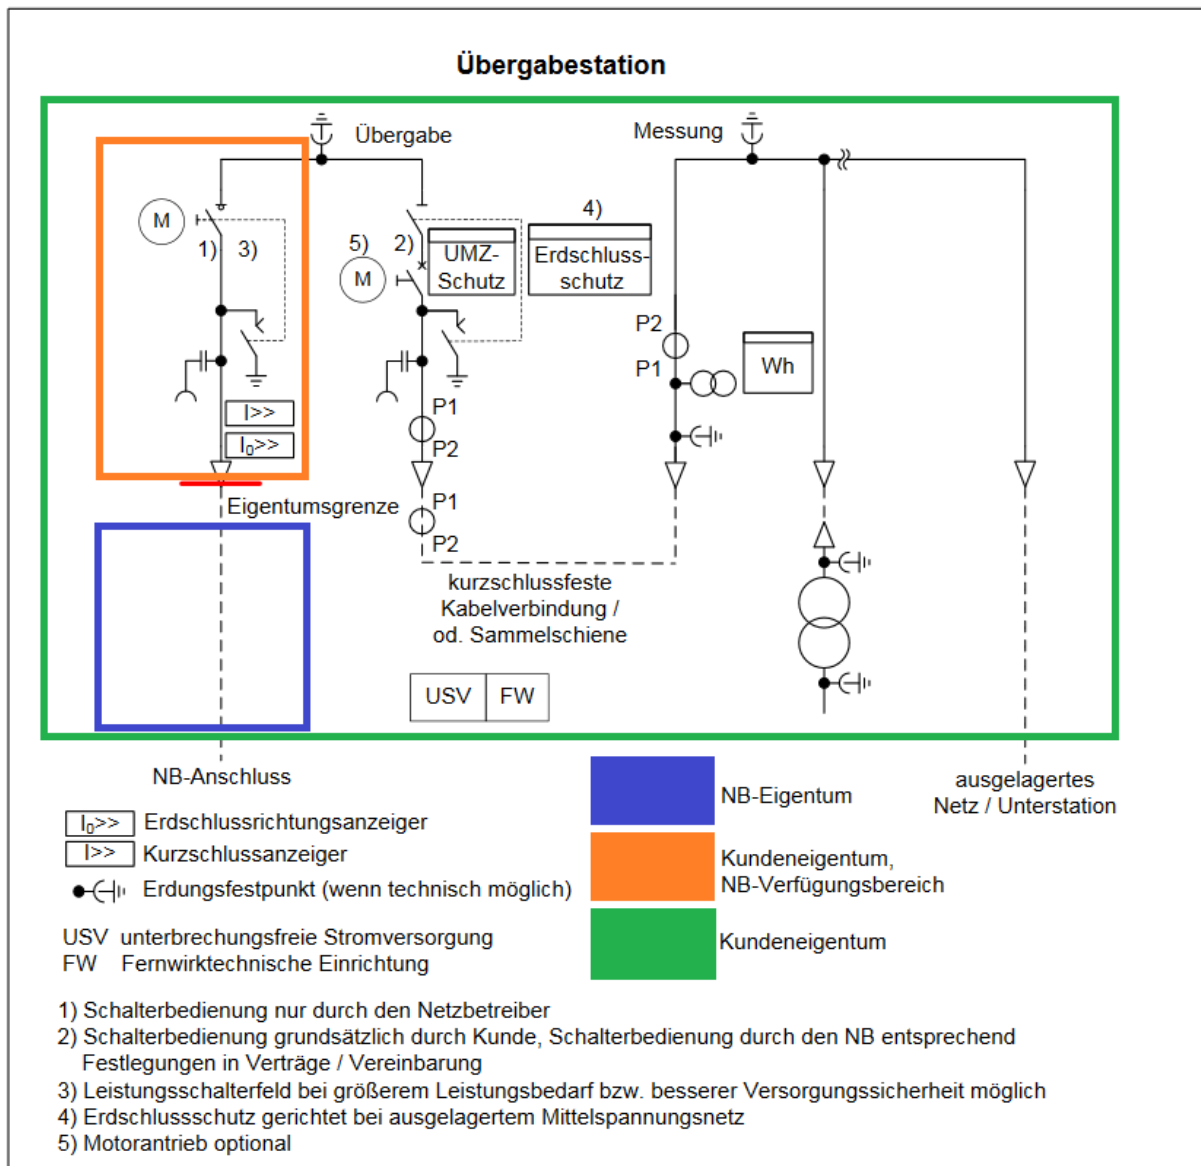 Übergabestation
Übergabe
Messung
M
1)
3)
5)
2)
M
UMZ-
Schutz
4)
Erdschluss-
schutz
P2
P1
Wh
I>>
I₀>>
P1
P2
Eigentumsgrenze
P1
P2
kurzschlussfeste
Kabelverbindung /
od. Sammelschiene
USV
FW
NB-Anschluss
ausgelagertes
Netz / Unterstation
I₀>> Erdschlussrichtungsanzeiger
I>> Kurzschlussanzeiger
Erdungsfestpunkt (wenn technisch möglich)
USV unterbrechungsfreie Stromversorgung
FW Fernwirktechnische Einrichtung
NB-Eigentum
Kundeneigentum,
NB-Verfügungsbereich
Kundeneigentum
1) Schalterbedienung nur durch den Netzbetreiber
2) Schalterbedienung grundsätzlich durch Kunde, Schalterbedienung durch den NB entsprechend
Festlegungen in Verträge / Vereinbarung
3) Leistungsschalterfeld bei größerem Leistungsbedarf bzw. besserer Versorgungssicherheit möglich
4) Erdschlussschutz gerichtet bei ausgelagertem Mittelspannungsnetz
5) Motorantrieb optional